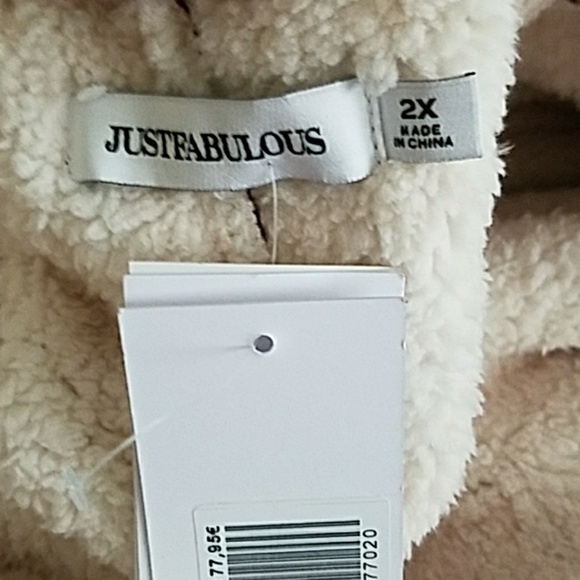 JUSTFABULOUS
2X
MADE
IN CHINA
77,95€
77020